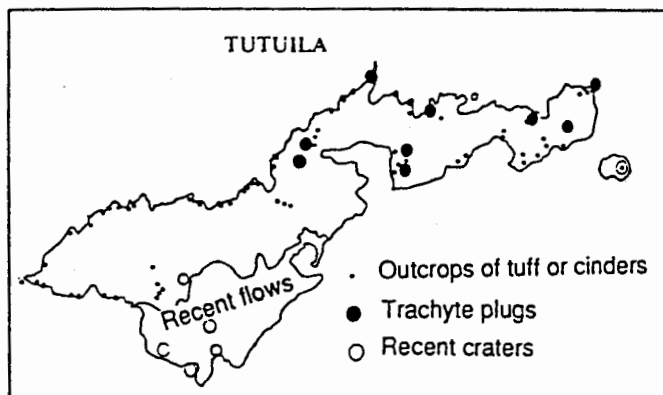 TUTUILA
Recent flows
Outcrops of tuff or cinders
Trachyte plugs
Recent craters